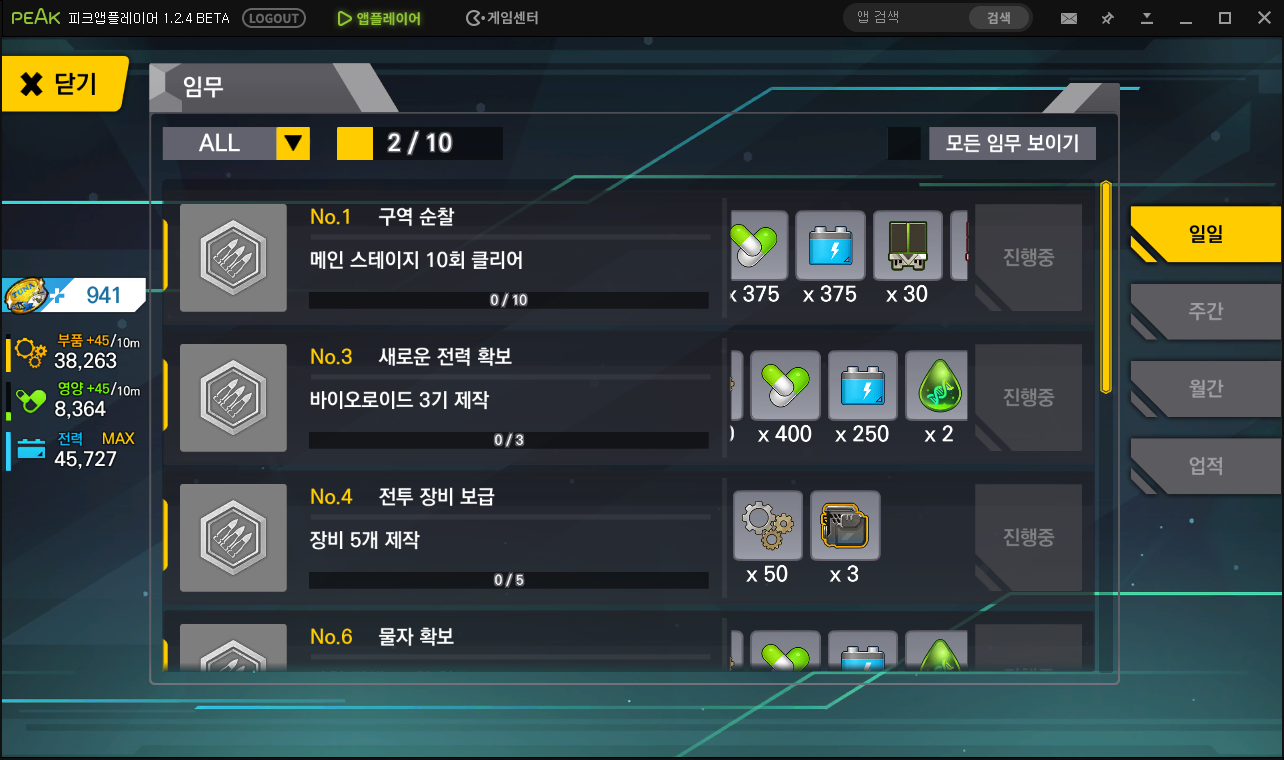 PEAK 피크앱플레이어 1.2.4 BETA LOGOUT 앱플레이어 게임센터 앱 검색 검색
닫기
임무
ALL 2 / 10 모든 임무 보이기
No.1 구역 순찰
메인 스테이지 10회 클리어
0 / 10
x 375 x 375 x 30
진행중
No.3 새로운 전력 확보
바이오로이드 3기 제작
0 / 3
x 400 x 250 x 2
진행중
No.4 전투 장비 보급
장비 5개 제작
0 / 5
x 50 x 3
진행중
No.6 물자 확보
진행중
941
부품 +45/10m
38,263
영양 +45/10m
8,364
전력 MAX
45,727
일일
주간
월간
업적